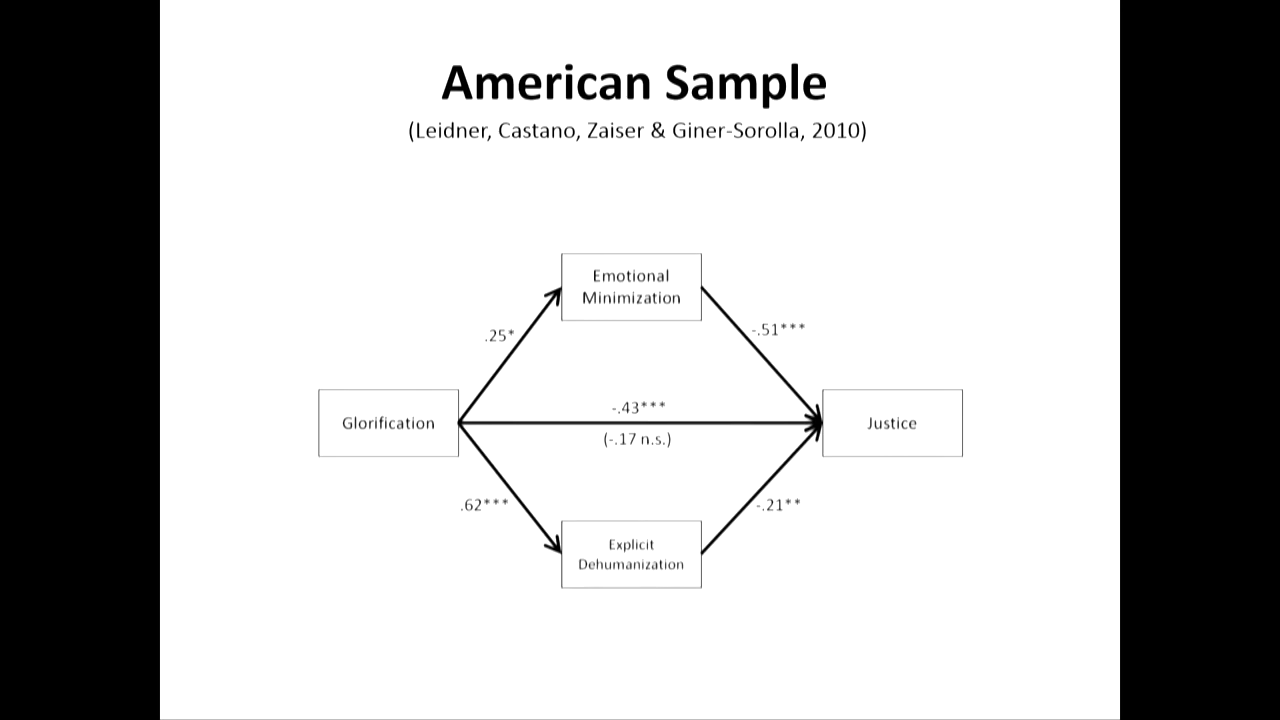 American Sample
(Leidner, Castano, Zaiser & Giner-Sorolla, 2010)
Emotional
Minimization
.25*
-.51***
-.43***
Glorification
Justice
(-.17 n.s.)
.62***
-.21**
Explicit
Dehumanization